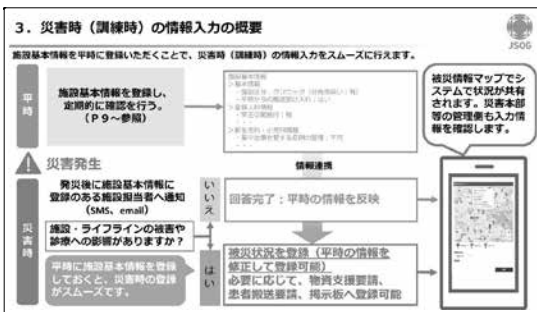 3．災害時（訓練時）の情報入力の概要
JSOG
施設基本情報を平時に登録いただくことで、災害時（訓練時）の情報入力をスムーズに行えます。
平時
施設基本情報を登録し、
定期的に確認を行う。
（P9～参照）
施設基本情報
＞基本情報
災害発生
情報連携
災害時
発災後に施設基本情報に
登録のある施設担当者へ通知
（SMS、email）
施設・ライフラインの被害や
診療への影響がありますか？
いいえ
はい
回答完了：平時の情報を反映
被災状況を登録（平時の情報を
修正して登録可能）
必要に応じて、物資支援要請、
患者搬送要請、掲示板へ登録可能
平時に施設基本情報を登録
しておくと、災害時の登録
がスムーズです。
被災情報マップでシ
ステムで状況が共
有されます。災害本部
等の管理側も入力情
報を確認します。